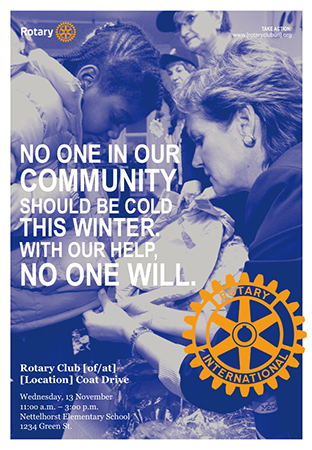 Rotary
TAKE ACTION:
www.[rotaryclubof].org
NO ONE IN OUR
COMMUNITY
SHOULD BE COLD
THIS WINTER.
WITH OUR HELP,
NO ONE WILL.
ROTARY
INTERNATIONAL
Rotary Club [of/at]
[Location] Coat Drive
Wednesday, 13 November
11:00 a.m. – 3:00 p.m.
Nettelhorst Elementary School
1234 Green St.